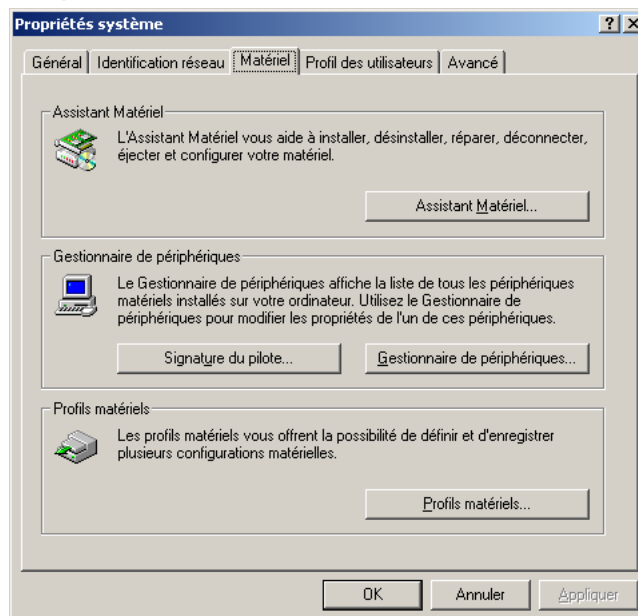 Propriétés système
Général
Identification réseau
Matériel
Profil des utilisateurs
Avancé
Assistant Matériel
L'Assistant Matériel vous aide à installer, désinstaller, réparer, déconnecter,
éjecter et configurer votre matériel.
Assistant Matériel...
Gestionnaire de périphériques
Le Gestionnaire de périphériques affiche la liste de tous les périphériques
matériels installés sur votre ordinateur. Utilisez le Gestionnaire de
périphériques pour modifier les propriétés de l'un de ces périphériques.
Signature du pilote...
Gestionnaire de périphériques...
Profils matériels
Les profils matériels vous offrent la possibilité de définir et d'enregistrer
plusieurs configurations matérielles.
Profils matériels...
OK
Annuler
Appliquer